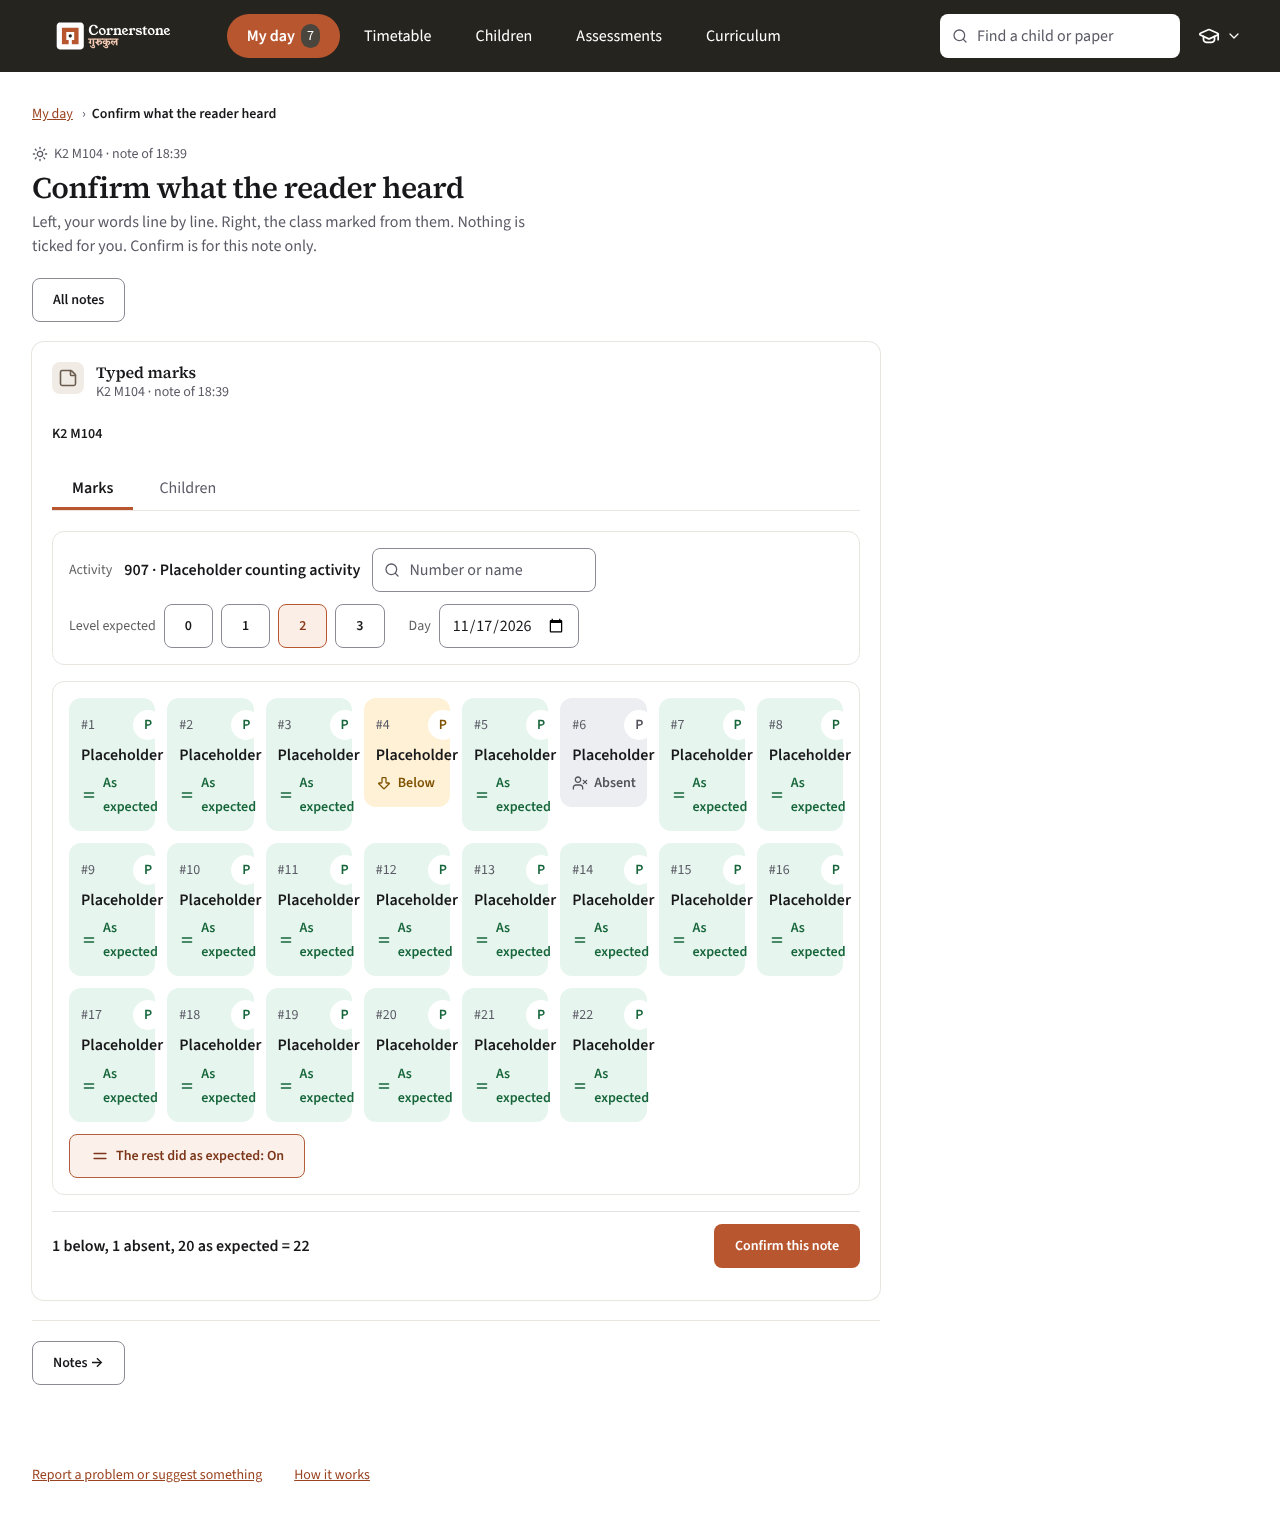 Cornerstone
गुरुकुल
My day 7 Timetable Children Assessments Curriculum Find a child or paper
My day › Confirm what the reader heard
K2 M104 · note of 18:39
Confirm what the reader heard
Left, your words line by line. Right, the class marked from them. Nothing is
ticked for you. Confirm is for this note only.
All notes
Typed marks
K2 M104 · note of 18:39
K2 M104
Marks Children
Activity 907 · Placeholder counting activity Number or name
Level expected 0 1 2 3 Day 11/17/2026
#1 P #2 P #3 P #4 P #5 P #6 P #7 P #8 P
Placeholder Placeholder Placeholder Placeholder Placeholder Placeholder Placeholder Placeholder
As As As Below As Absent As As
expected expected expected expected expected expected
#9 P #10 P #11 P #12 P #13 P #14 P #15 P #16 P
Placeholder Placeholder Placeholder Placeholder Placeholder Placeholder Placeholder Placeholder
As As As As As As As As
expected expected expected expected expected expected expected expected
#17 P #18 P #19 P #20 P #21 P #22 P
Placeholder Placeholder Placeholder Placeholder Placeholder Placeholder
As As As As As As
expected expected expected expected expected expected
= The rest did as expected: On
1 below, 1 absent, 20 as expected = 22 Confirm this note
Notes →
Report a problem or suggest something How it works